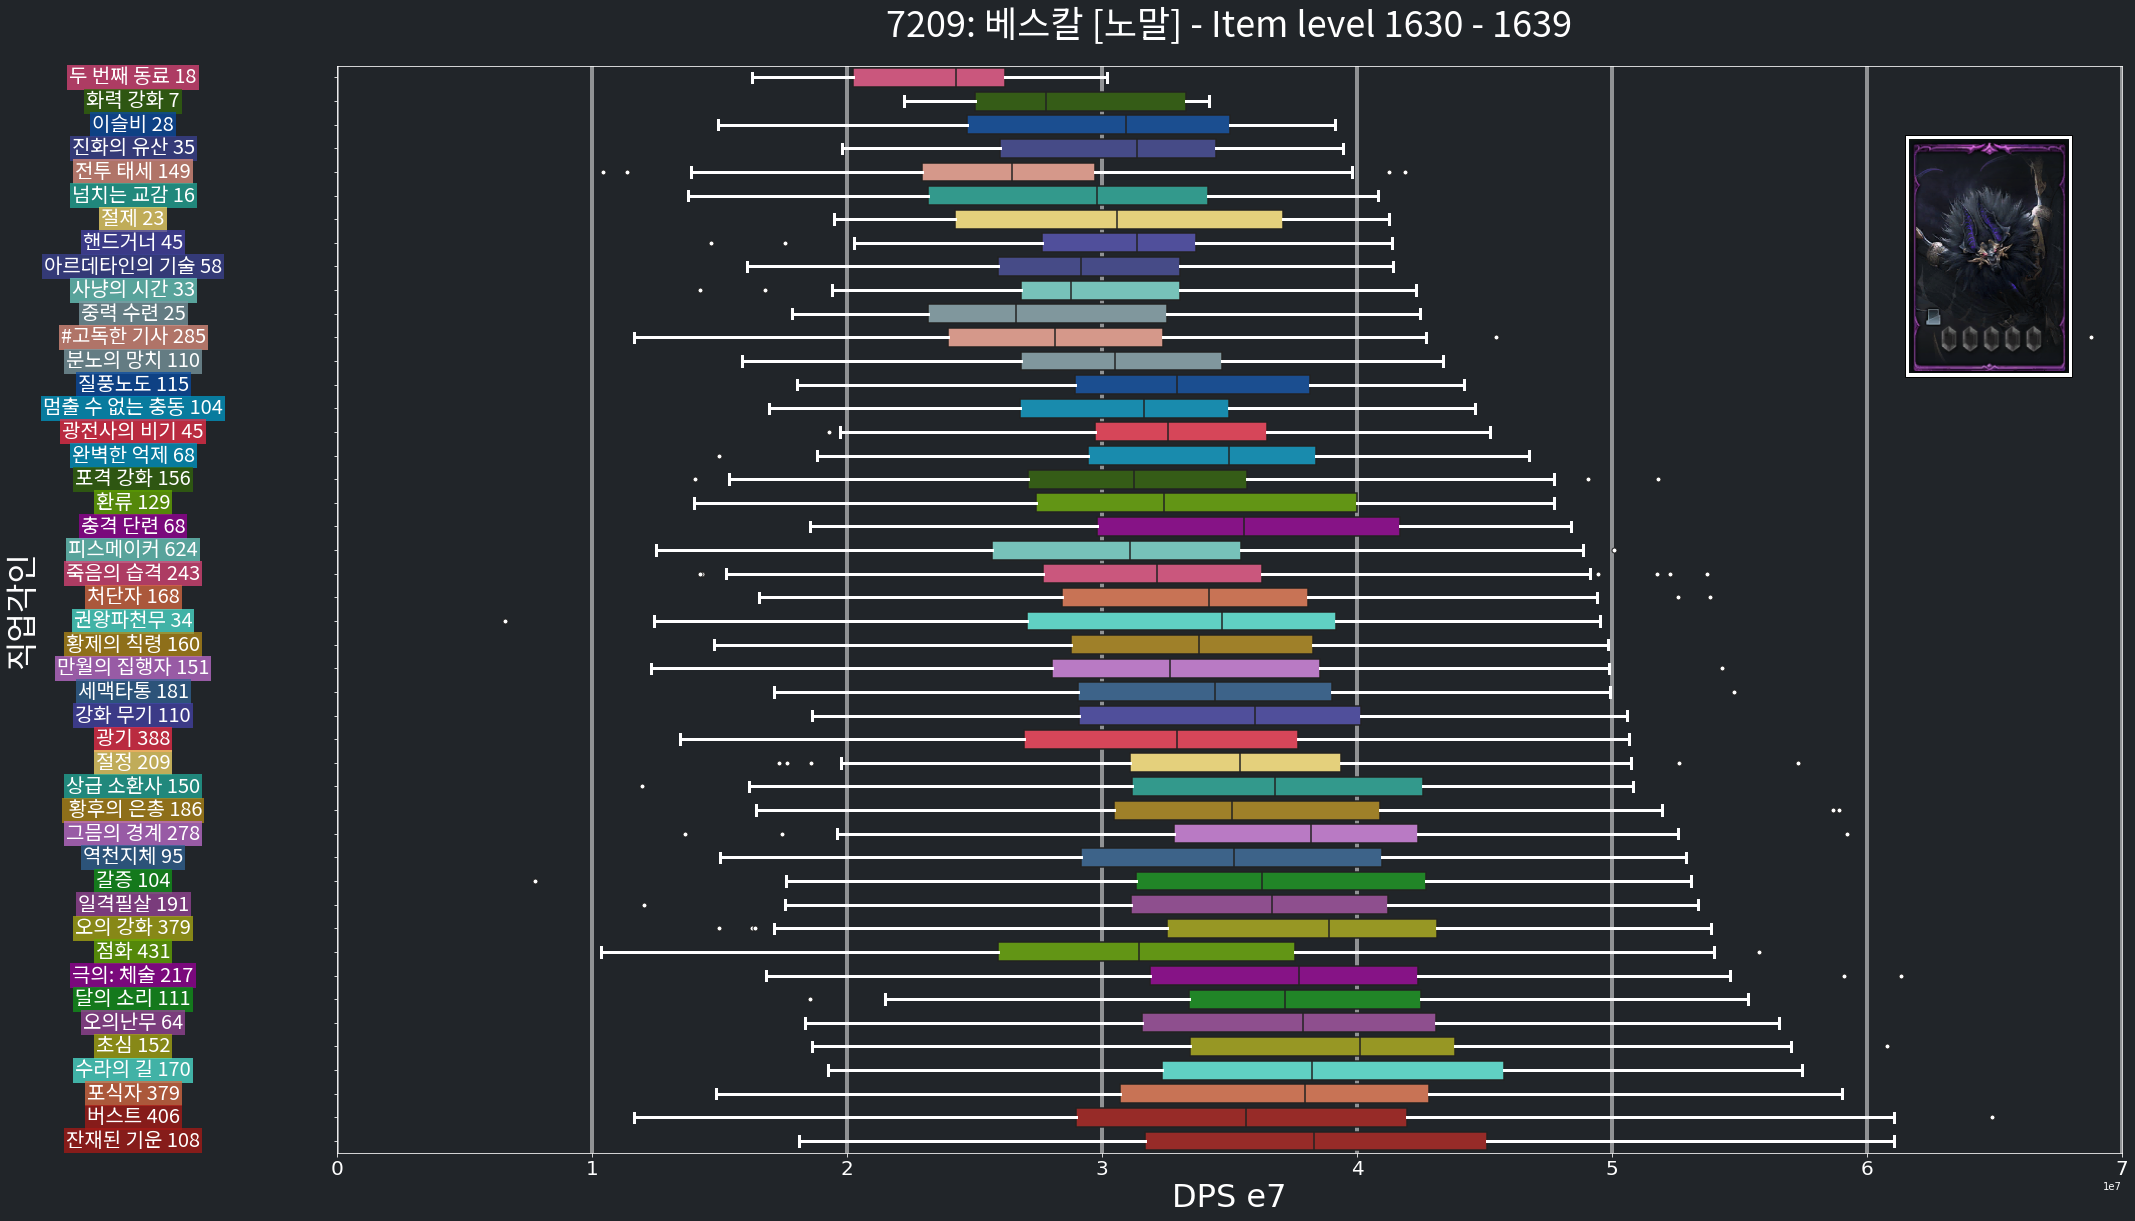 7209: 베스칼 [노말] - Item level 1630 - 1639
두 번째 동료 18
화력 강화 7
이슬비 28
진화의 유산 35
전투 태세 149
넘치는 교감 16
절제 23
핸드거너 45
아르데타인의 기술 58
사냥의 시간 33
중력 수련 25
#고독한 기사 285
분노의 망치 110
질풍노도 115
멈출 수 없는 충동 104
광전사의 비기 45
완벽한 억제 68
포격 강화 156
환류 129
충격 단련 68
피스메이커 624
죽음의 습격 243
처단자 168
권왕파천무 34
황제의 칙령 160
만월의 집행자 151
세맥타통 181
강화 무기 110
광기 388
절정 209
상급 소환사 150
황후의 은총 186
그믐의 경계 278
역천지체 95
갈증 104
일격필살 191
오의 강화 379
점화 431
극의: 체술 217
달의 소리 111
오의난무 64
초심 152
수라의 길 170
포식자 379
버스트 406
잔재된 기운 108
직업각인
0 1 2 3 4 5 6 7
1e7
DPS e7